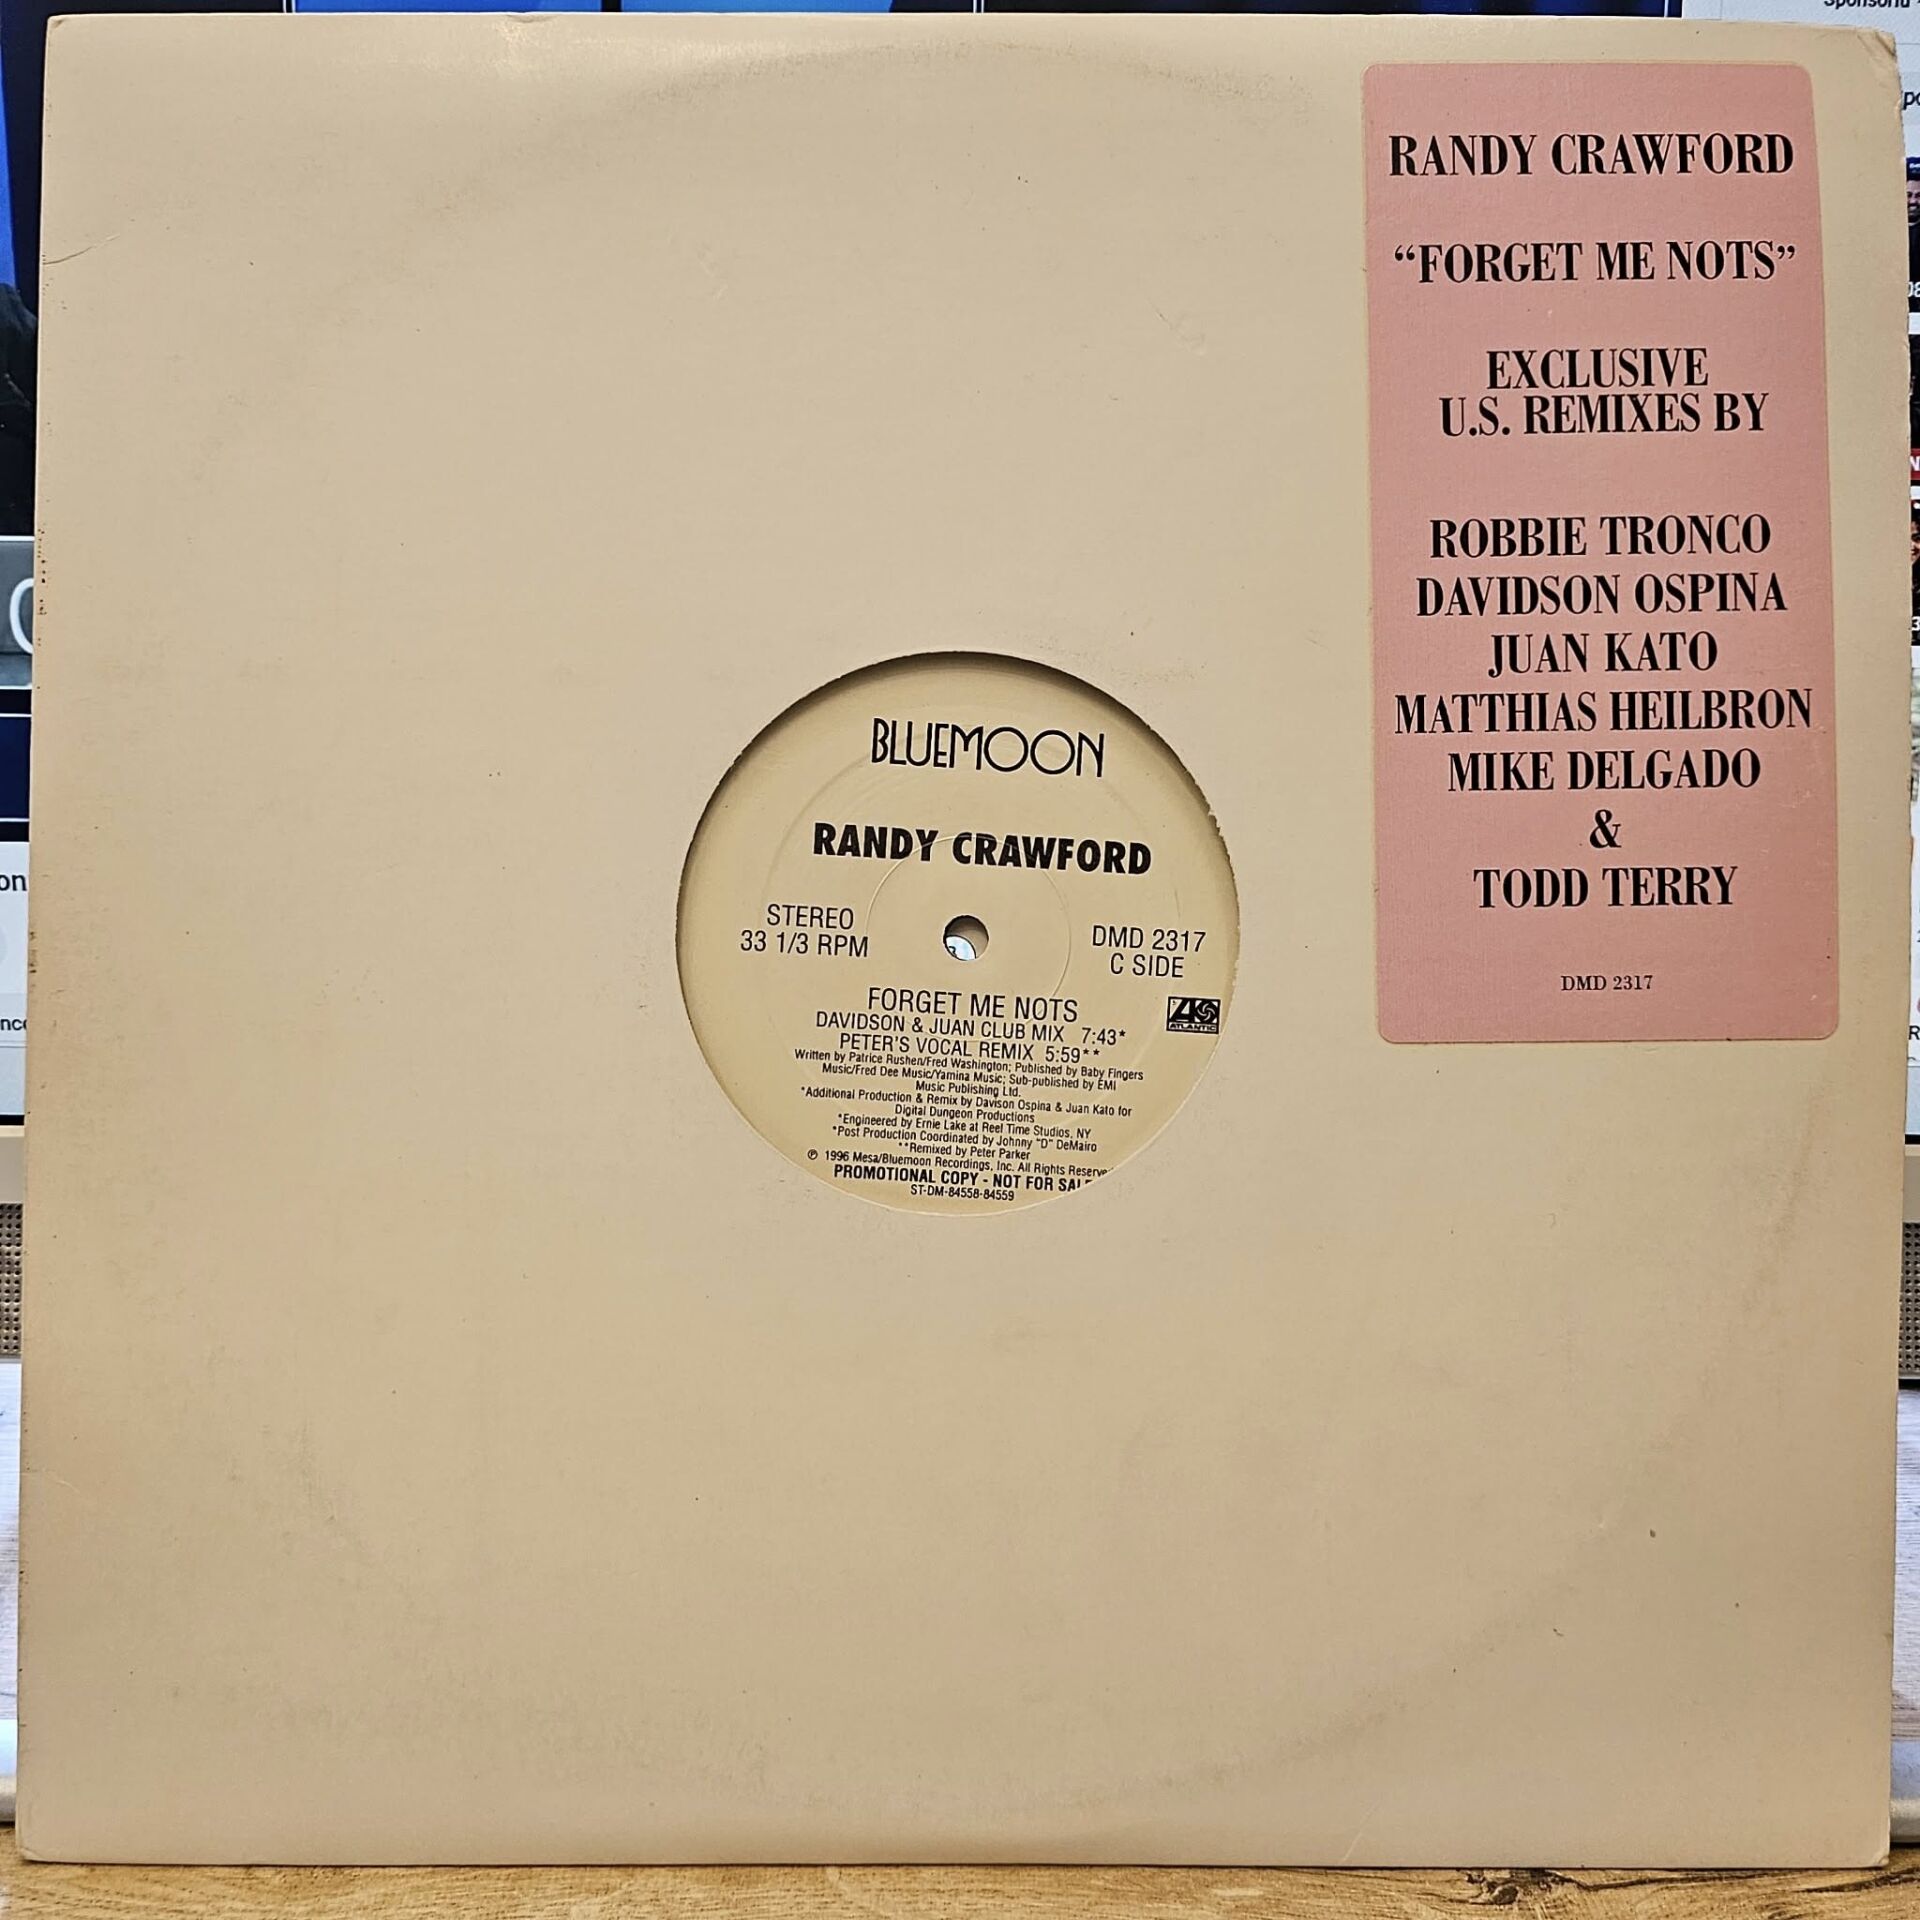 RANDY CRAWFORD
“FORGET ME NOTS”
EXCLUSIVE
U.S. REMIXES BY
ROBBIE TRONCO
DAVIDSON OSPINA
JUAN KATO
MATTHIAS HEILBRON
MIKE DELGADO
&
TODD TERRY
DMD 2317
BLUEMOON
RANDY CRAWFORD
STEREO
33 1/3 RPM
DMD 2317
C SIDE
FORGET ME NOTS
DAVIDSON & JUAN CLUB MIX 7:43*
PETER'S VOCAL REMIX 5:59**
ATLANTIC
Written by Patrice Rushen/Fred Washington; Published by Baby Fingers
Music/Fred Dee Music/Yamina Music; Sub-published by EMI
Music Publishing Ltd.
*Additional Production & Remix by Davison Ospina & Juan Kato for
Digital Dungeon Productions
*Engineered by Ernie Lake at Reel Time Studios, NY
*Post Production Coordinated by Johnny "D" DeMairo
**Remixed by Peter Parker
℗ 1996 Mesa/Bluemoon Recordings, Inc. All Rights Reserve
PROMOTIONAL COPY - NOT FOR SALE
ST-DM-84558-84559